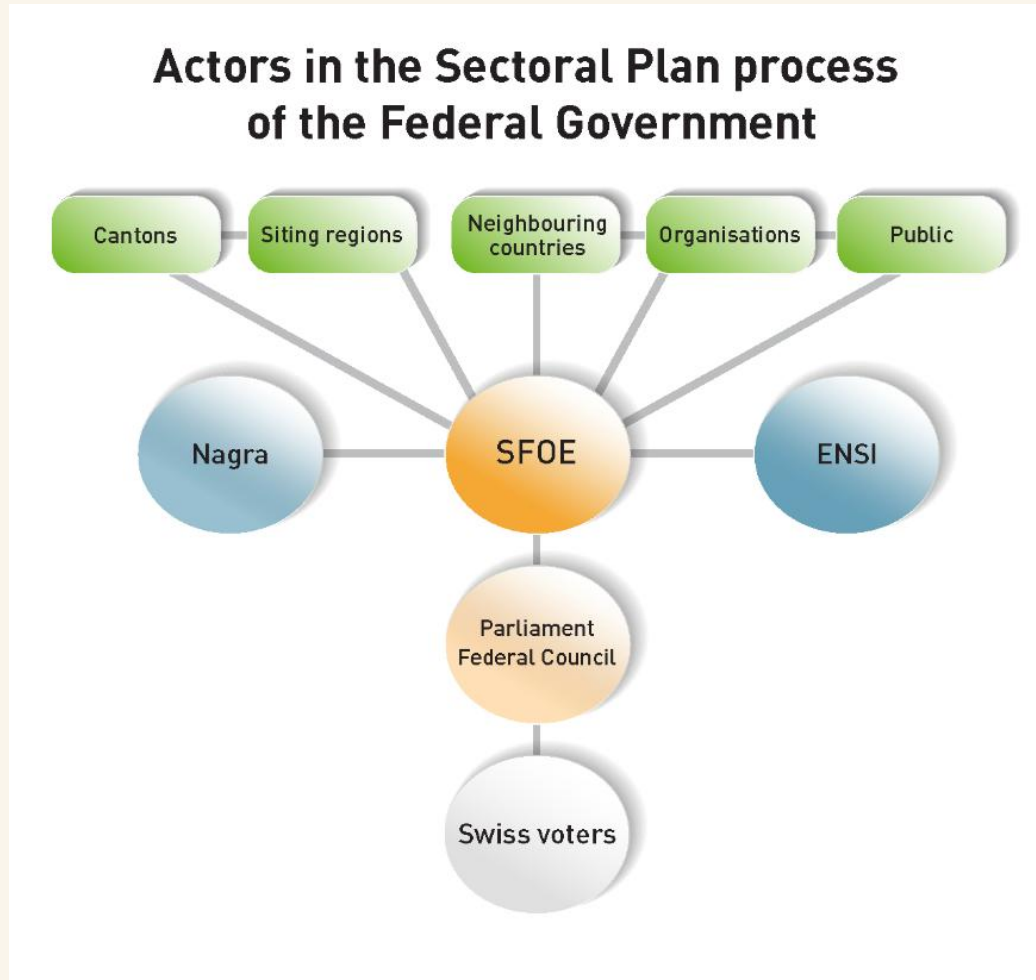 Actors in the Sectoral Plan process
of the Federal Government
Cantons
Siting regions
Neighbouring
countries
Organisations
Public
Nagra
SFOE
ENSI
Parliament
Federal Council
Swiss voters